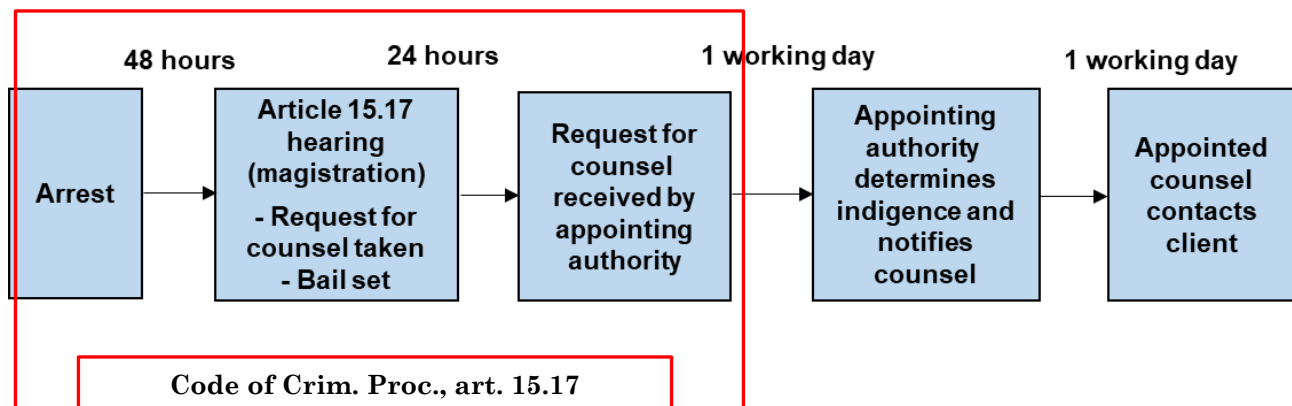 48 hours
24 hours
1 working day
1 working day
Arrest
Article 15.17
hearing
(magistration)
- Request for
counsel taken
- Bail set
Request for
counsel
received by
appointing
authority
Appointing
authority
determines
indigence and
notifies
counsel
Appointed
counsel
contacts
client
Code of Crim. Proc., art. 15.17